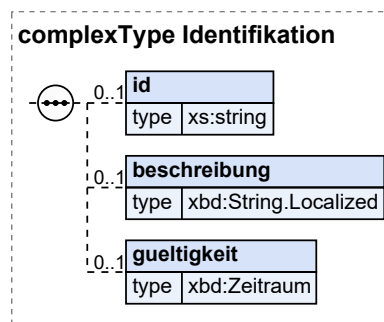 complexType Identifikation
0..1 id
type xs:string
0..1 beschreibung
type xbd:String.Localized
0..1 gueltigkeit
type xbd:Zeitraum